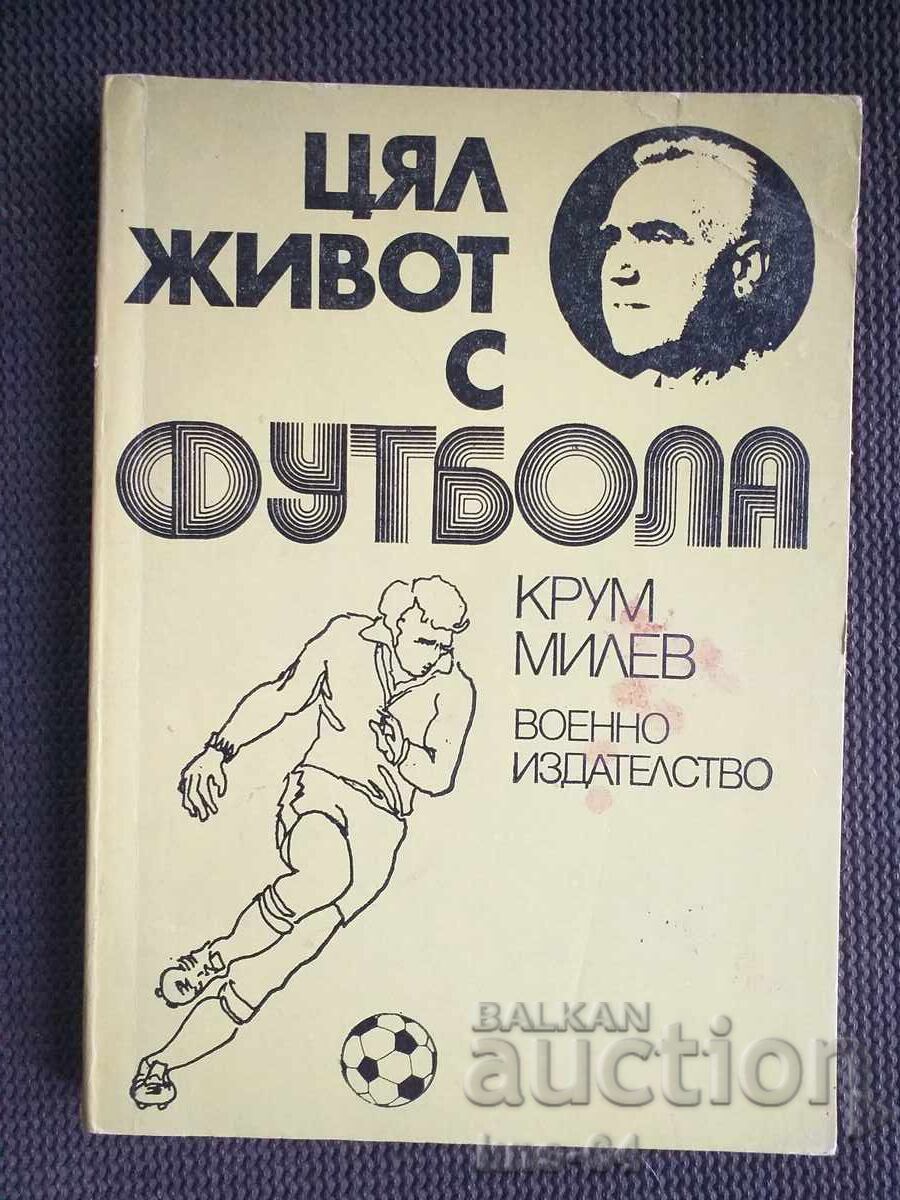 ЦЯЛ
ЖИВОТ
С
ФУТБОЛА
КРУМ
МИЛЕВ
ВОЕННО
ИЗДАТЕЛСТВО
BALKAN
auction